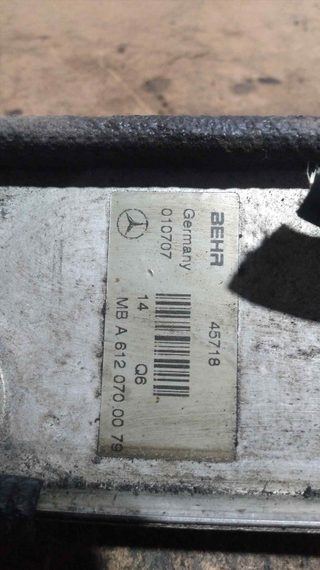 BEHR 45718
Germany
010707
14 Q6
MB A 612 070 00 79